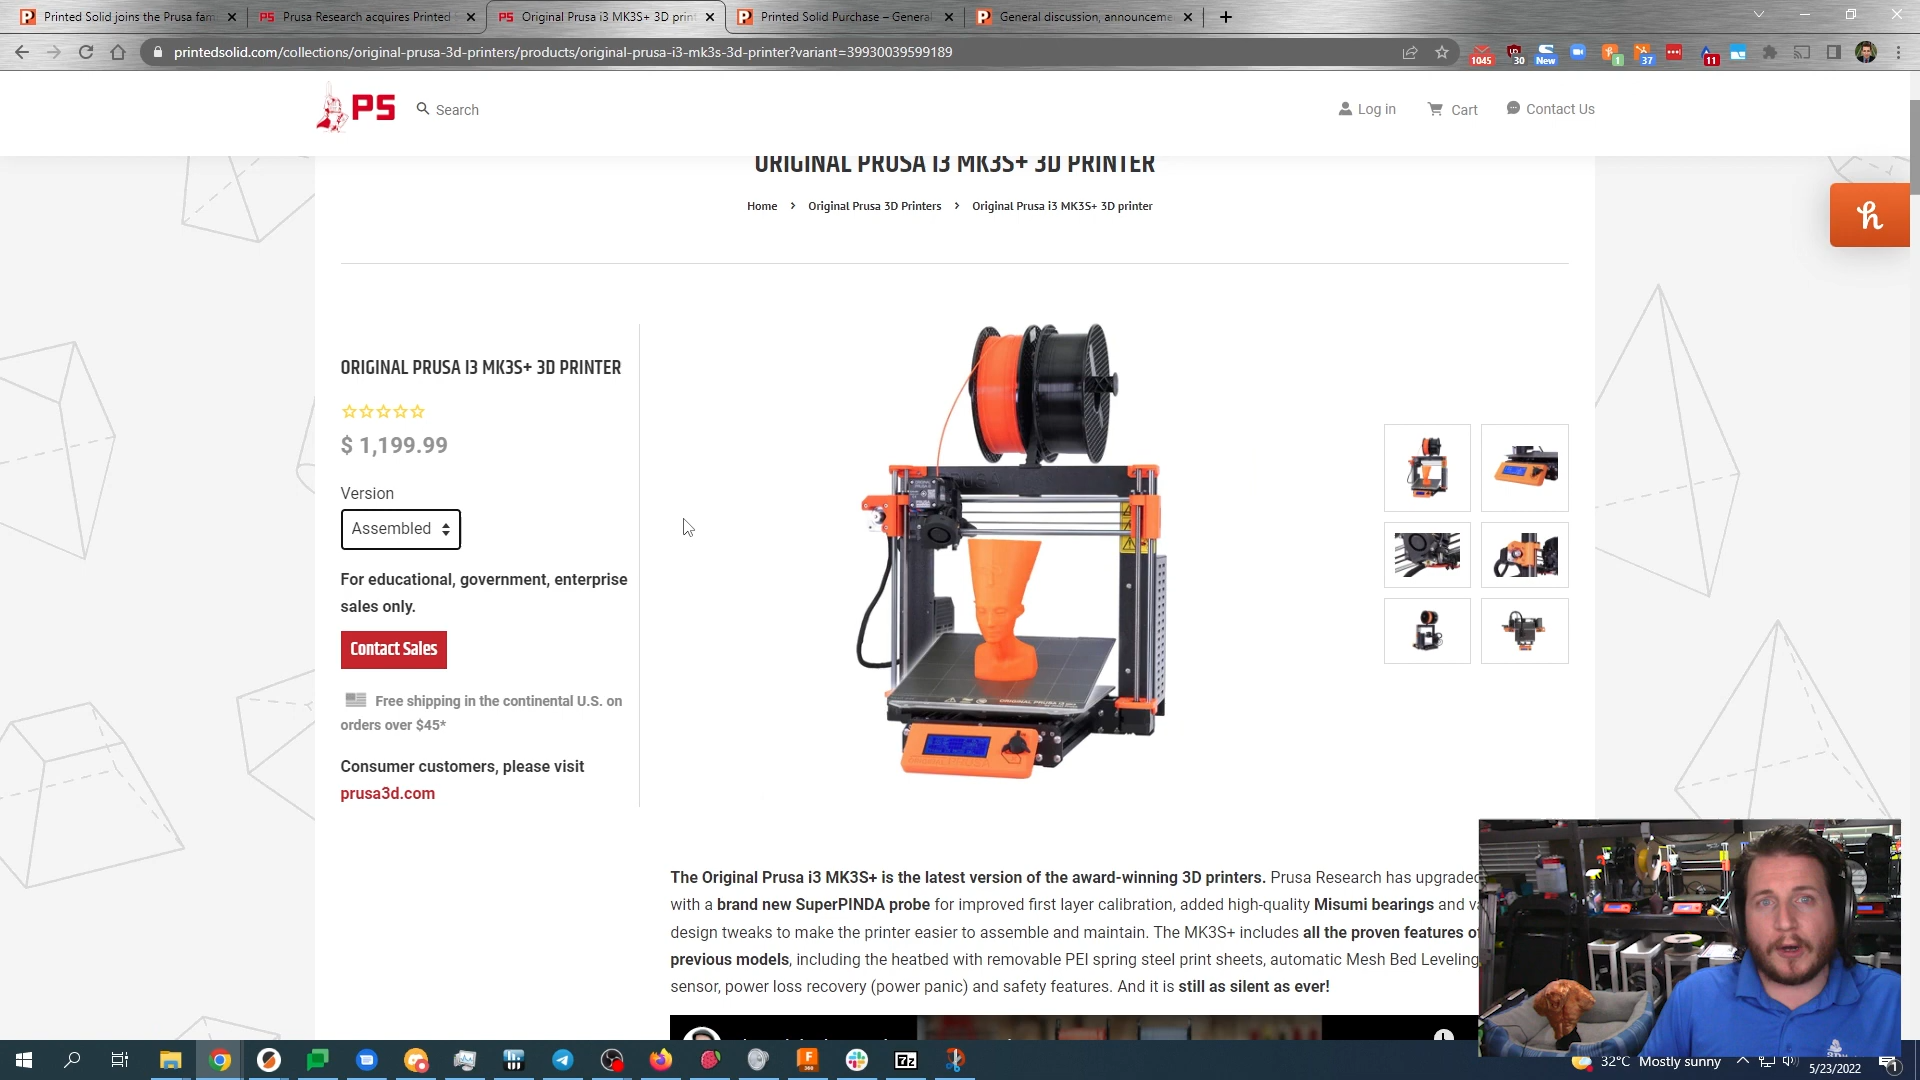 Printed Solid joins the Prusa fam
Prusa Research acquires Printed
Original Prusa i3 MK3S+ 3D print
Printed Solid Purchase – General
General discussion, announceme
printedsolid.com/collections/original-prusa-3d-printers/products/original-prusa-i3-mk3s-3d-printer?variant=39930039599189
1045
30
New
1
37
11
PS
Search
Log in
Cart
Contact Us
ORIGINAL PRUSA I3 MK3S+ 3D PRINTER
Home > Original Prusa 3D Printers > Original Prusa i3 MK3S+ 3D printer
ORIGINAL PRUSA I3 MK3S+ 3D PRINTER
$ 1,199.99
Version
Assembled
For educational, government, enterprise
sales only.
Contact Sales
Free shipping in the continental U.S. on
orders over $45*
Consumer customers, please visit
prusa3d.com
The Original Prusa i3 MK3S+ is the latest version of the award-winning 3D printers. Prusa Research has upgraded
with a brand new SuperPINDA probe for improved first layer calibration, added high-quality Misumi bearings and
design tweaks to make the printer easier to assemble and maintain. The MK3S+ includes all the proven features
previous models, including the heatbed with removable PEI spring steel print sheets, automatic Mesh Bed Leveling
sensor, power loss recovery (power panic) and safety features. And it is still as silent as ever!
32°C Mostly sunny
5/23/2022
1